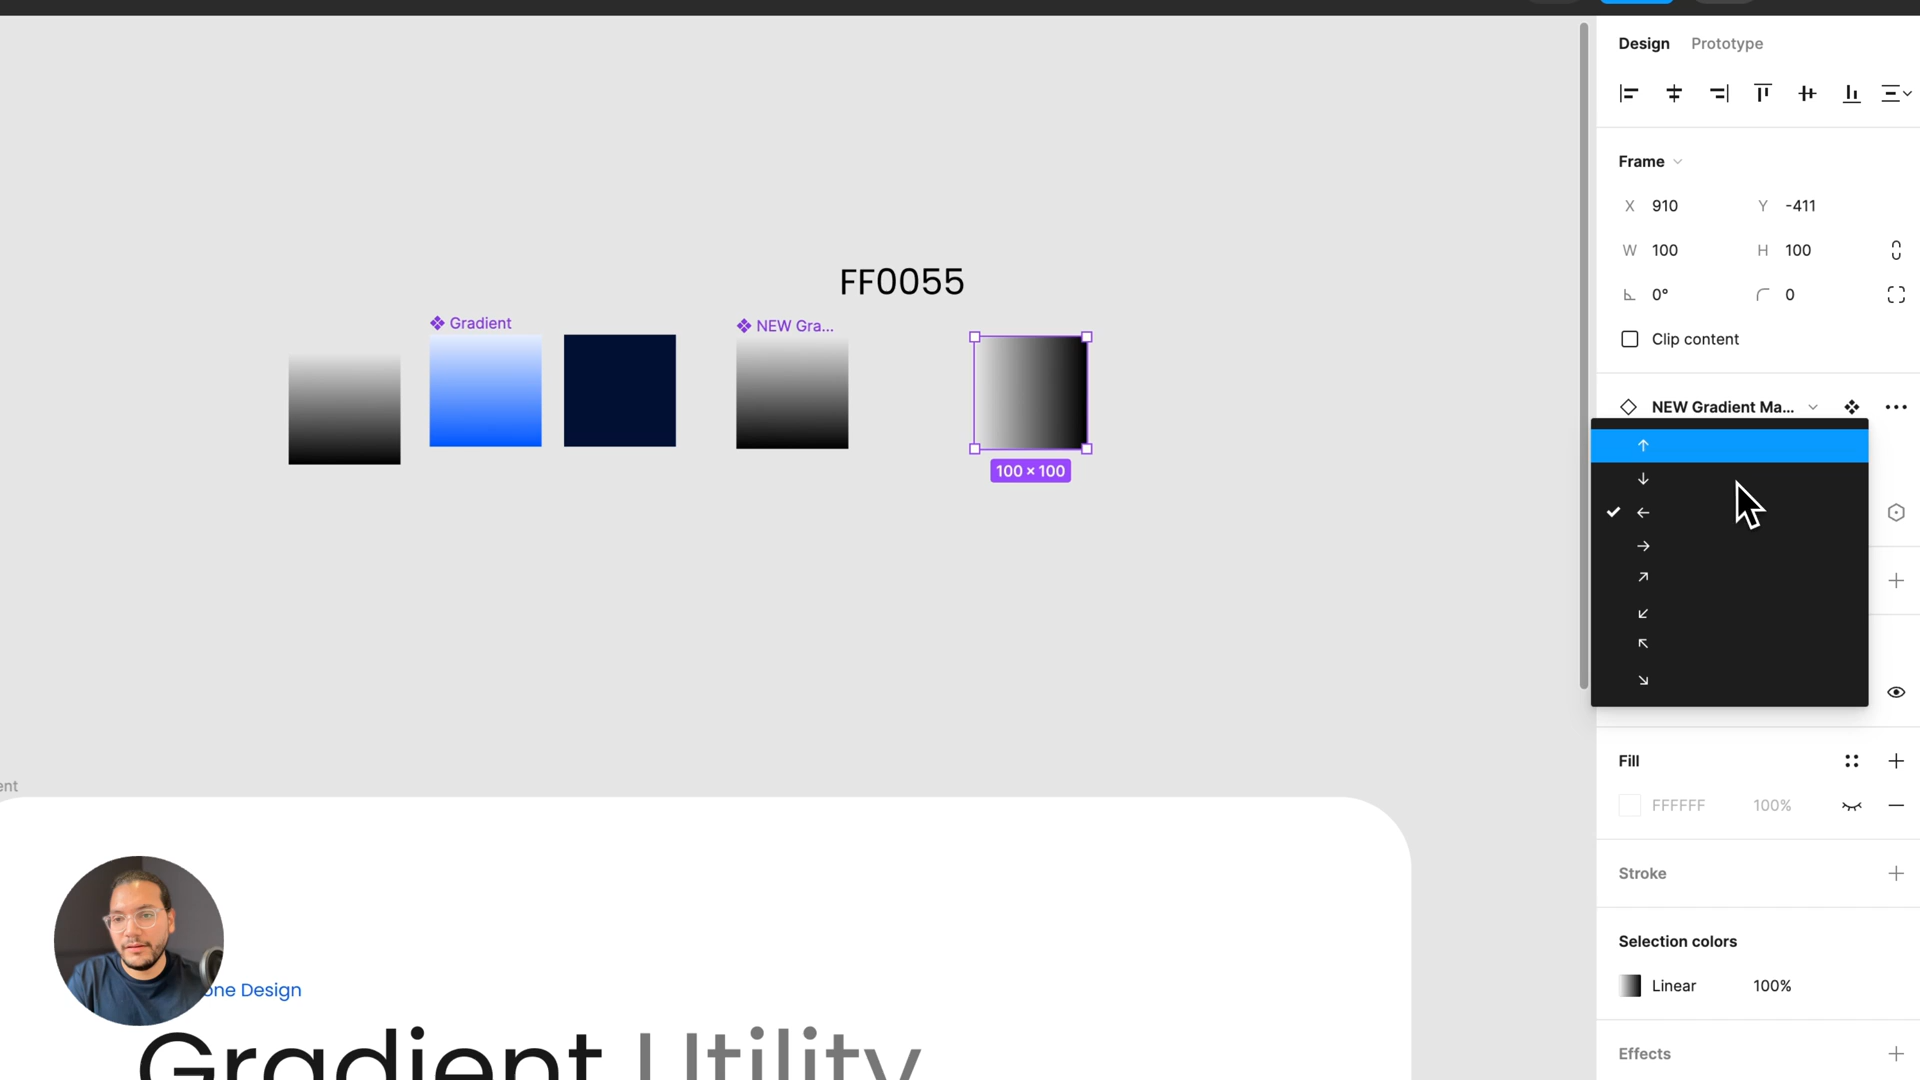 Design Prototype
Frame
X 910 Y -411
W 100 H 100
0° 0
Clip content
NEW Gradient Ma...
↑
↓
←
→
↗
↙
↖
↘
FF0055
Gradient
NEW Gra...
100 × 100
Fill
FFFFFF 100%
Stroke
Selection colors
Linear 100%
Effects
ent
one Design
Gradient Utility